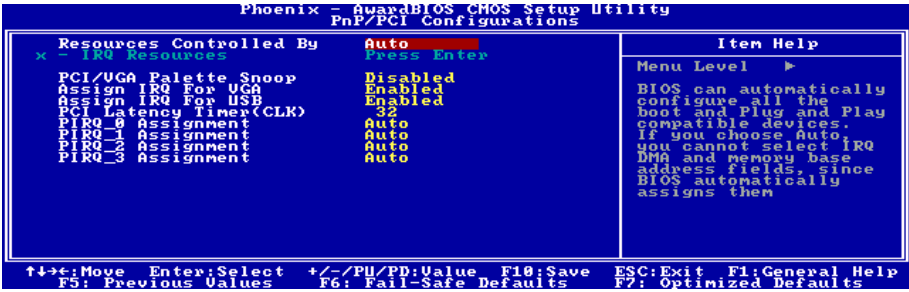 Phoenix - AwardBIOS CMOS Setup Utility
PnP/PCI Configurations
Resources Controlled By Auto
x - IRQ Resources Press Enter
PCI/VGA Palette Snoop Disabled
Assign IRQ For VGA Enabled
Assign IRQ For USB Enabled
PCI Latency Timer(CLK) 32
PIRQ_0 Assignment Auto
PIRQ_1 Assignment Auto
PIRQ_2 Assignment Auto
PIRQ_3 Assignment Auto
Item Help
Menu Level ►
BIOS can automatically
configure all the
boot and Plug and Play
compatible devices.
If you choose Auto,
you cannot select IRQ
DMA and memory base
address fields, since
BIOS automatically
assigns them
↑↓→←:Move Enter:Select +/-/PU/PD:Value F10:Save ESC:Exit F1:General Help
F5: Previous Values F6: Fail-Safe Defaults F7: Optimized Defaults